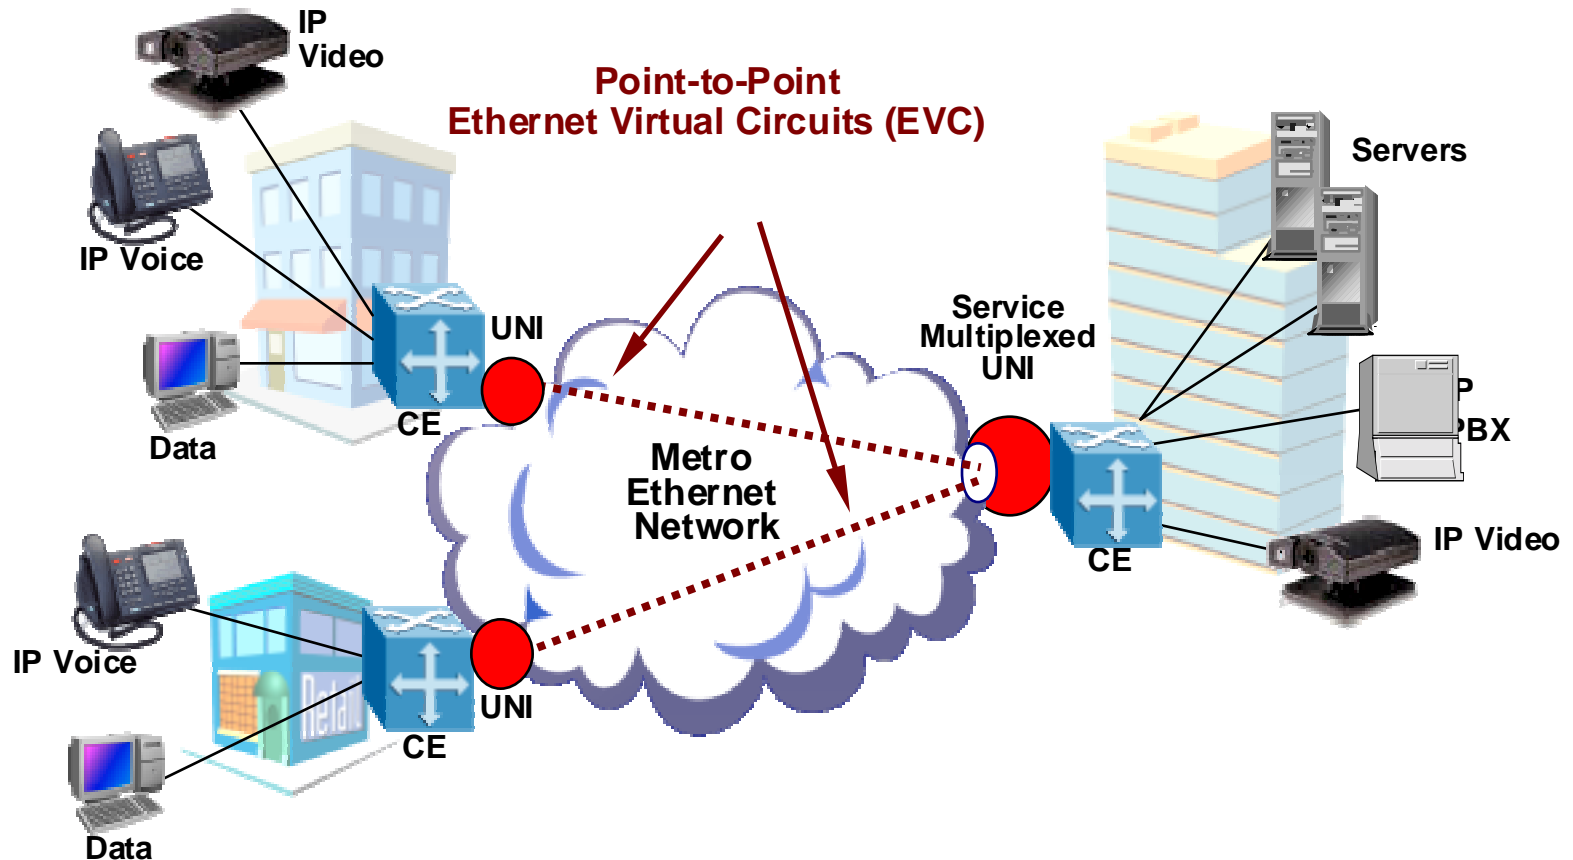 IP
Video
Point-to-Point
Ethernet Virtual Circuits (EVC)
Servers
IP Voice
Service
Multiplexed
UNI
UNI
CE
Data
P
PBX
Metro
Ethernet
Network
IP Video
CE
IP Voice
UNI
CE
Data